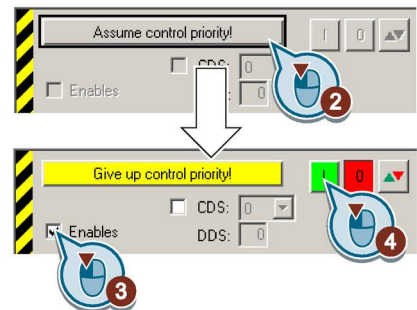 Assume control priority!
I 0
CDS: 0
Enables
0
2
Give up control priority!
I 0
CDS: 0
Enables
DDS: 0
3
4